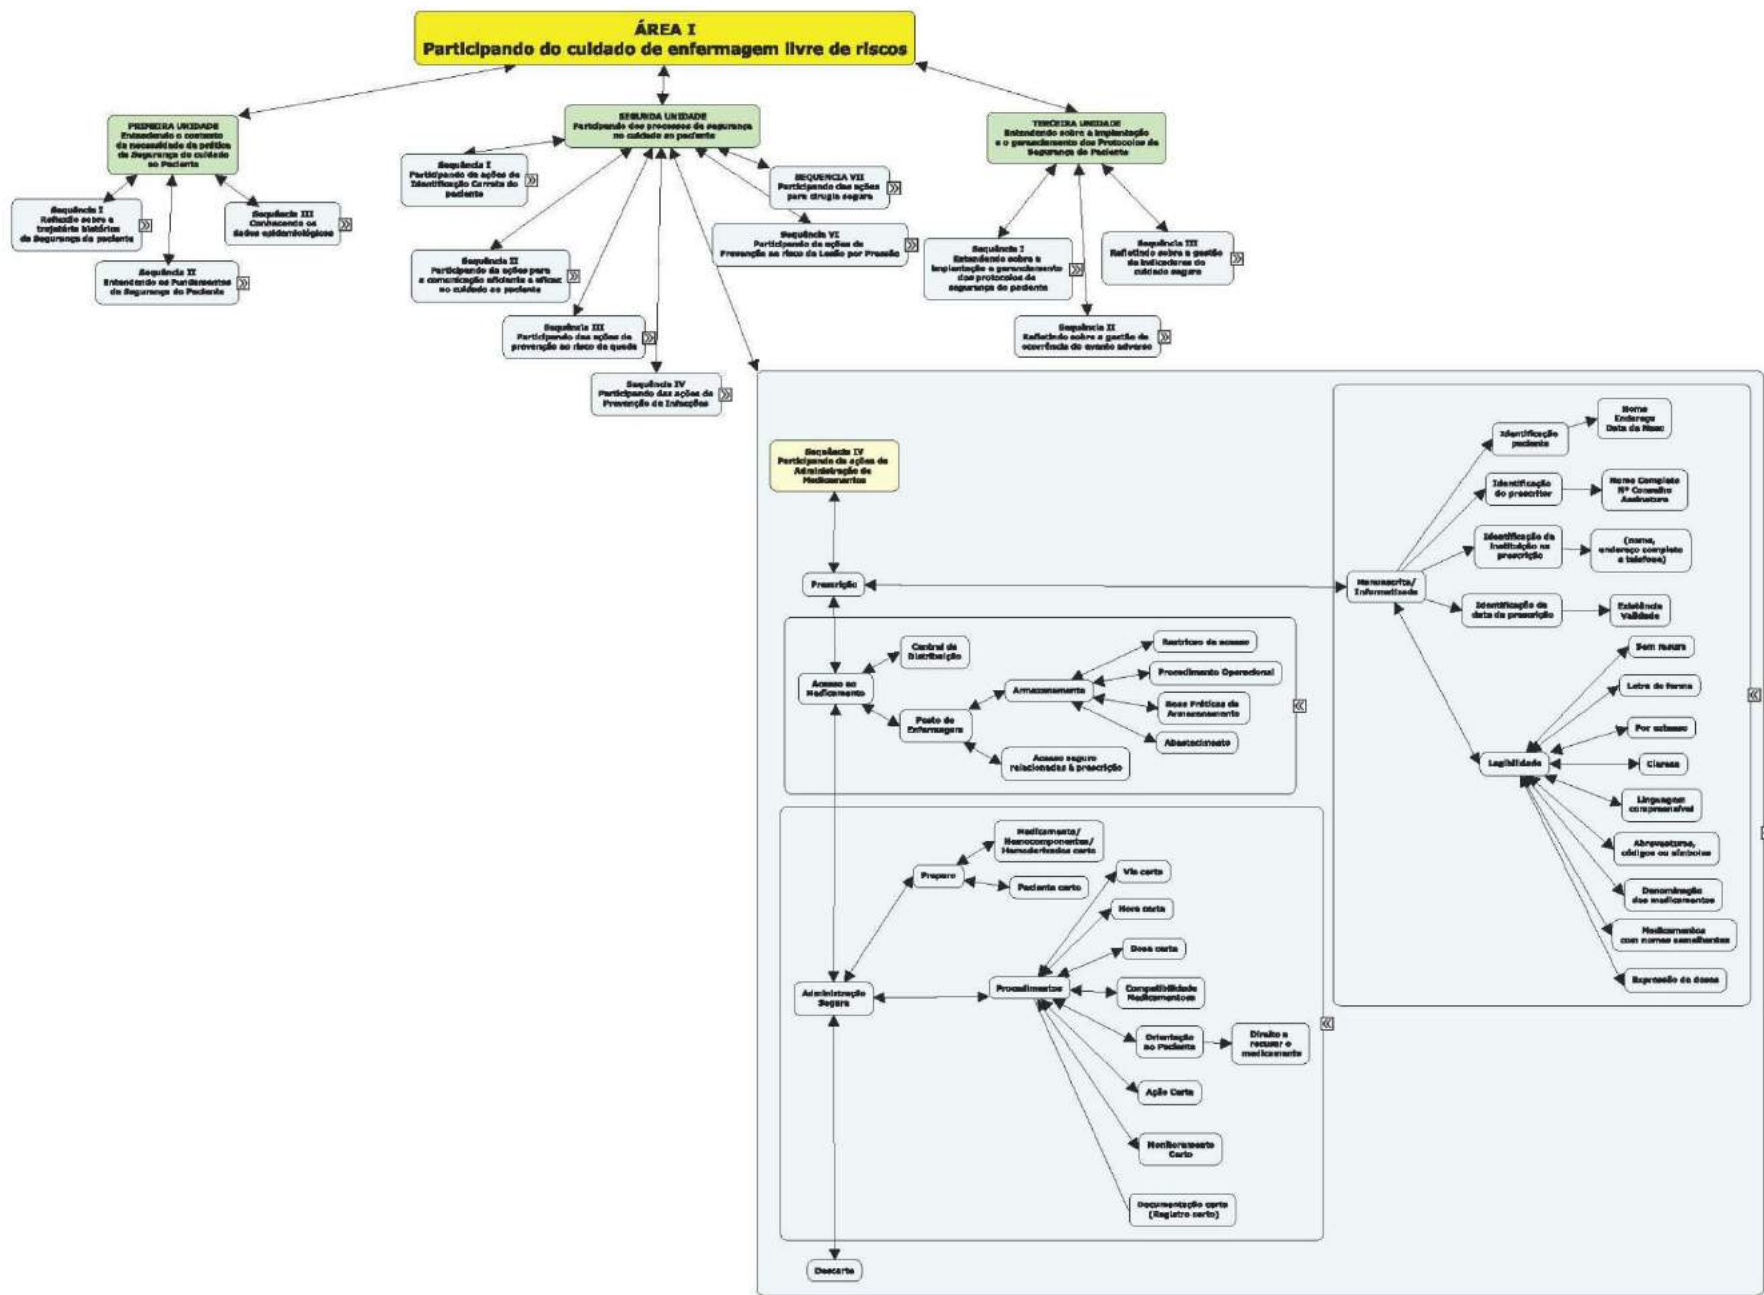 ÁREA I
Participando do cuidado de enfermagem livre de riscos
PRIMEIRA UNIDADE
Entendendo o contexto
da necessidade da prática
de Segurança do cuidado
ao Paciente
Sequência I
Reflexão sobre a
trajetória histórica
da Segurança do paciente
Sequência II
Entendendo os Fundamentos
da Segurança do Paciente
Sequência III
Conhecendo os
dados epidemiológicos
SEGUNDA UNIDADE
Participando dos processos de segurança
no cuidado ao paciente
Sequência I
Participando da ações de
Identificação Correta do
paciente
Sequência II
Participando da ações para
a comunicação eficiente e eficaz
no cuidado ao paciente
Sequência III
Participando das ações de
prevenção ao risco de queda
Sequência IV
Participando das ações de
Prevenção de Infecções
SEQUENCIA VII
Participando das ações
para cirugia segura
Sequência VI
Participando da ações de
Prevenção ao risco da Lesão por Pressão
TERCEIRA UNIDADE
Entendendo sobre a implantação
e o gerenciamento dos Protocolos de
Segurança do Paciente
Sequência I
Entendendo sobre a
implantação e gerenciamento
dos protocolos de
segurança do paciente
Sequência II
Refletindo sobre a gestão de
ocorrência do evento adverso
Sequência III
Refletindo sobre a gestão
de indicadores do
cuidado seguro
Sequência IV
Participando da ações de
Administração de
Medicamentos
Prescrição
Manuscrita/
Informatizada
Identificação
paciente
Nome
Endereço
Data de Nasc
Identificação
do prescritor
Nome Completo
Nº Conselho
Assinatura
Identificação da
instituição na
prescrição
(nome,
endereço completo
e telefone)
Identificação da
data da prescrição
Existência
Validade
Legibilidade
Sem rasura
Letra de forma
Por extenso
Clareza
Linguagem
compreensível
Abreveaturas,
códigos ou símbolos
Denominação
dos medicamentos
Medicamentos
com nomes semelhantes
Expressão de doses
Acesso ao
Medicamento
Central de
Distribuição
Posto de
Enfermagem
Armazenamento
Restrição de acesso
Procedimento Operacional
Boas Práticas de
Armazenamento
Abastecimento
Acesso seguro
relacionadas à prescrição
Administração
Segura
Preparo
Medicamento/
Hemocomponentes/
Hemoderivados certo
Paciente certo
Procedimentos
Via certa
Hora certa
Dose certa
Compatibilidade
Medicamentosa
Orientação
ao Paciente
Direito a
recusar o
medicamento
Ação Certa
Monitoramento
Certo
Documentação certa
(Registro certo)
Descarte